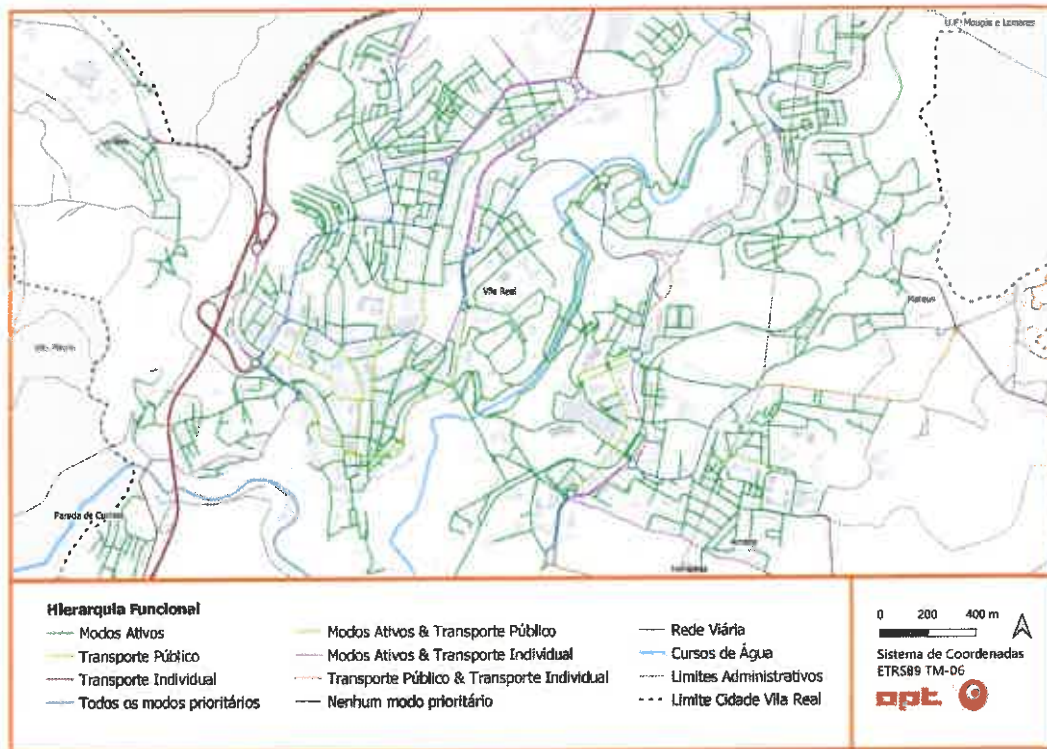 U.F. Mouçós e Lamares
Vila Real
Mateus
Parada de Cunhos
Hierarquia Funcional
Modos Ativos
Transporte Público
Transporte Individual
Todos os modos prioritários
Modos Ativos & Transporte Público
Modos Ativos & Transporte Individual
Transporte Público & Transporte Individual
Nenhum modo prioritário
Rede Viária
Cursos de Água
Limites Administrativos
Limite Cidade Vila Real
0 200 400 m
Sistema de Coordenadas
ETRS89 TM-06
opt